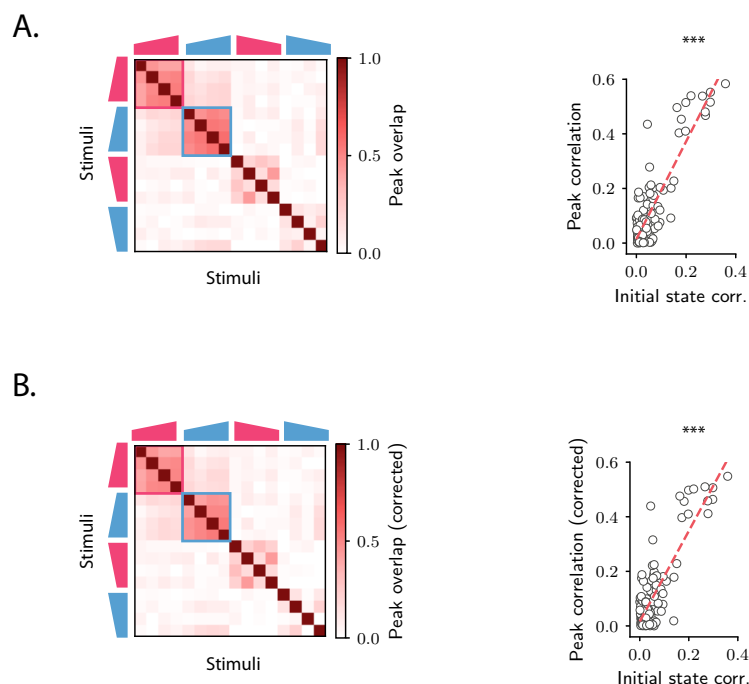 A.
Stimuli
Stimuli
1.0
0.5
0.0
Peak overlap
***
0.6
0.4
0.2
0.0
Peak correlation
0.0 0.2 0.4
Initial state corr.
B.
Stimuli
Stimuli
1.0
0.5
0.0
Peak overlap (corrected)
***
0.6
0.4
0.2
0.0
Peak correlation (corrected)
0.0 0.2 0.4
Initial state corr.